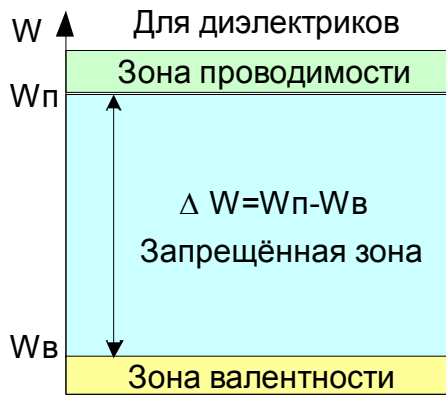 W
Для диэлектриков
Зона проводимости
Wп
Δ W=Wп-Wв
Запрещённая зона
Wв
Зона валентности